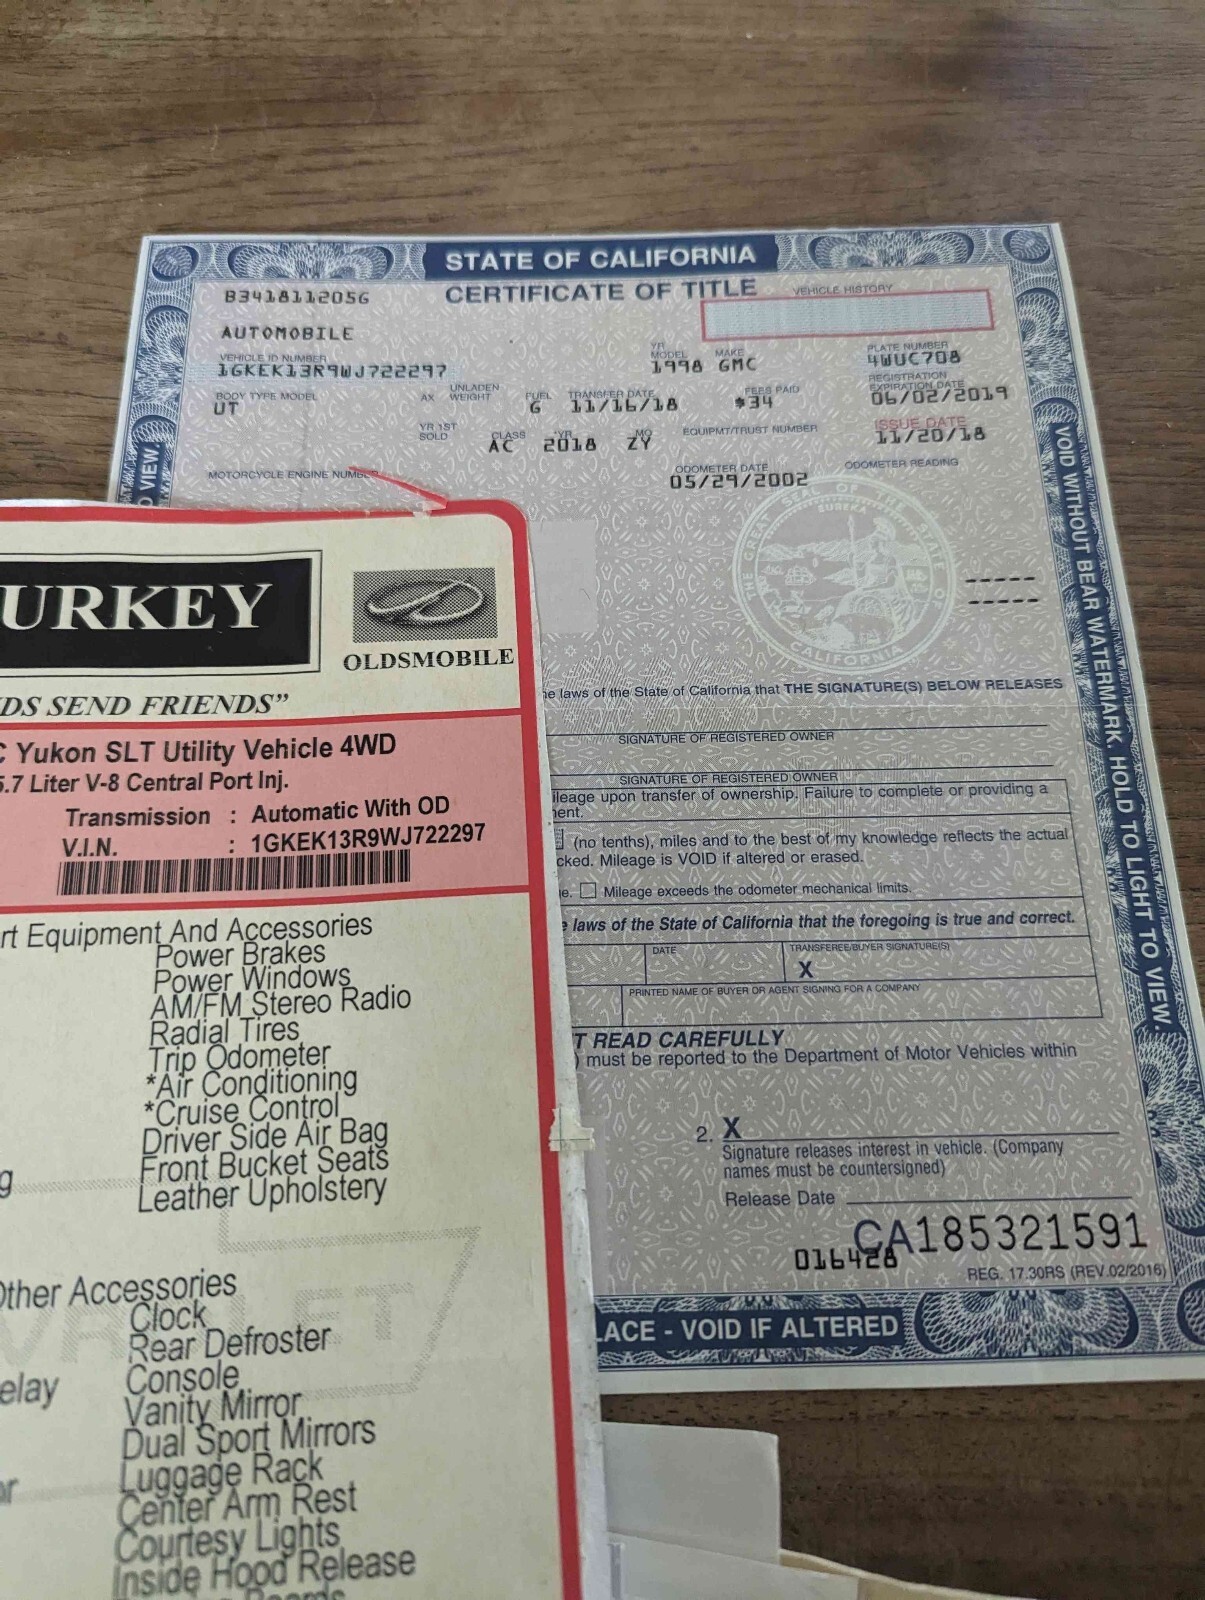 STATE OF CALIFORNIA
CERTIFICATE OF TITLE
VEHICLE HISTORY
B3418112056
AUTOMOBILE
VEHICLE ID NUMBER
1GKEK13R9WJ722297
YR MODEL
1998
MAKE
GMC
PLATE NUMBER
4WUC708
BODY TYPE MODEL
UT
AX
UNLADEN WEIGHT
FUEL
G
TRANSFER DATE
11/16/18
FEES PAID
$34
REGISTRATION EXPIRATION DATE
06/02/2019
YR 1ST SOLD
CLASS
AC
*YR
2018
MO
ZY
EQUIPMT/TRUST NUMBER
ISSUE DATE
11/20/18
MOTORCYCLE ENGINE NUMBER
ODOMETER DATE
05/29/2002
ODOMETER READING
THE GREAT SEAL OF THE STATE OF CALIFORNIA
EUREKA
-----
-----
O VIEW.
VOID WITHOUT BEAR WATERMARK. HOLD TO LIGHT TO VIEW.
e laws of the State of California that THE SIGNATURE(S) BELOW RELEASES
SIGNATURE OF REGISTERED OWNER
SIGNATURE OF REGISTERED OWNER
ileage upon transfer of ownership. Failure to complete or providing a
ent.
(no tenths), miles and to the best of my knowledge reflects the actual
cked. Mileage is VOID if altered or erased.
e. Mileage exceeds the odometer mechanical limits.
e laws of the State of California that the foregoing is true and correct.
DATE
TRANSFEREE/BUYER SIGNATURE(S)
X
PRINTED NAME OF BUYER OR AGENT SIGNING FOR A COMPANY
T READ CAREFULLY
) must be reported to the Department of Motor Vehicles within
2. X
Signature releases interest in vehicle. (Company
names must be countersigned)
Release Date
CA185321591
016428
REG. 17.30RS (REV.02/2016)
LACE - VOID IF ALTERED
URKEY
OLDSMOBILE
DS SEND FRIENDS”
C Yukon SLT Utility Vehicle 4WD
5.7 Liter V-8 Central Port Inj.
Transmission : Automatic With OD
V.I.N. : 1GKEK13R9WJ722297
rt Equipment And Accessories
Power Brakes
Power Windows
AM/FM Stereo Radio
Radial Tires
Trip Odometer
*Air Conditioning
*Cruise Control
Driver Side Air Bag
Front Bucket Seats
g
Leather Upholstery
Other Accessories
Clock
Rear Defroster
elay
Console
Vanity Mirror
Dual Sport Mirrors
Luggage Rack
or
Center Arm Rest
Courtesy Lights
Inside Hood Release